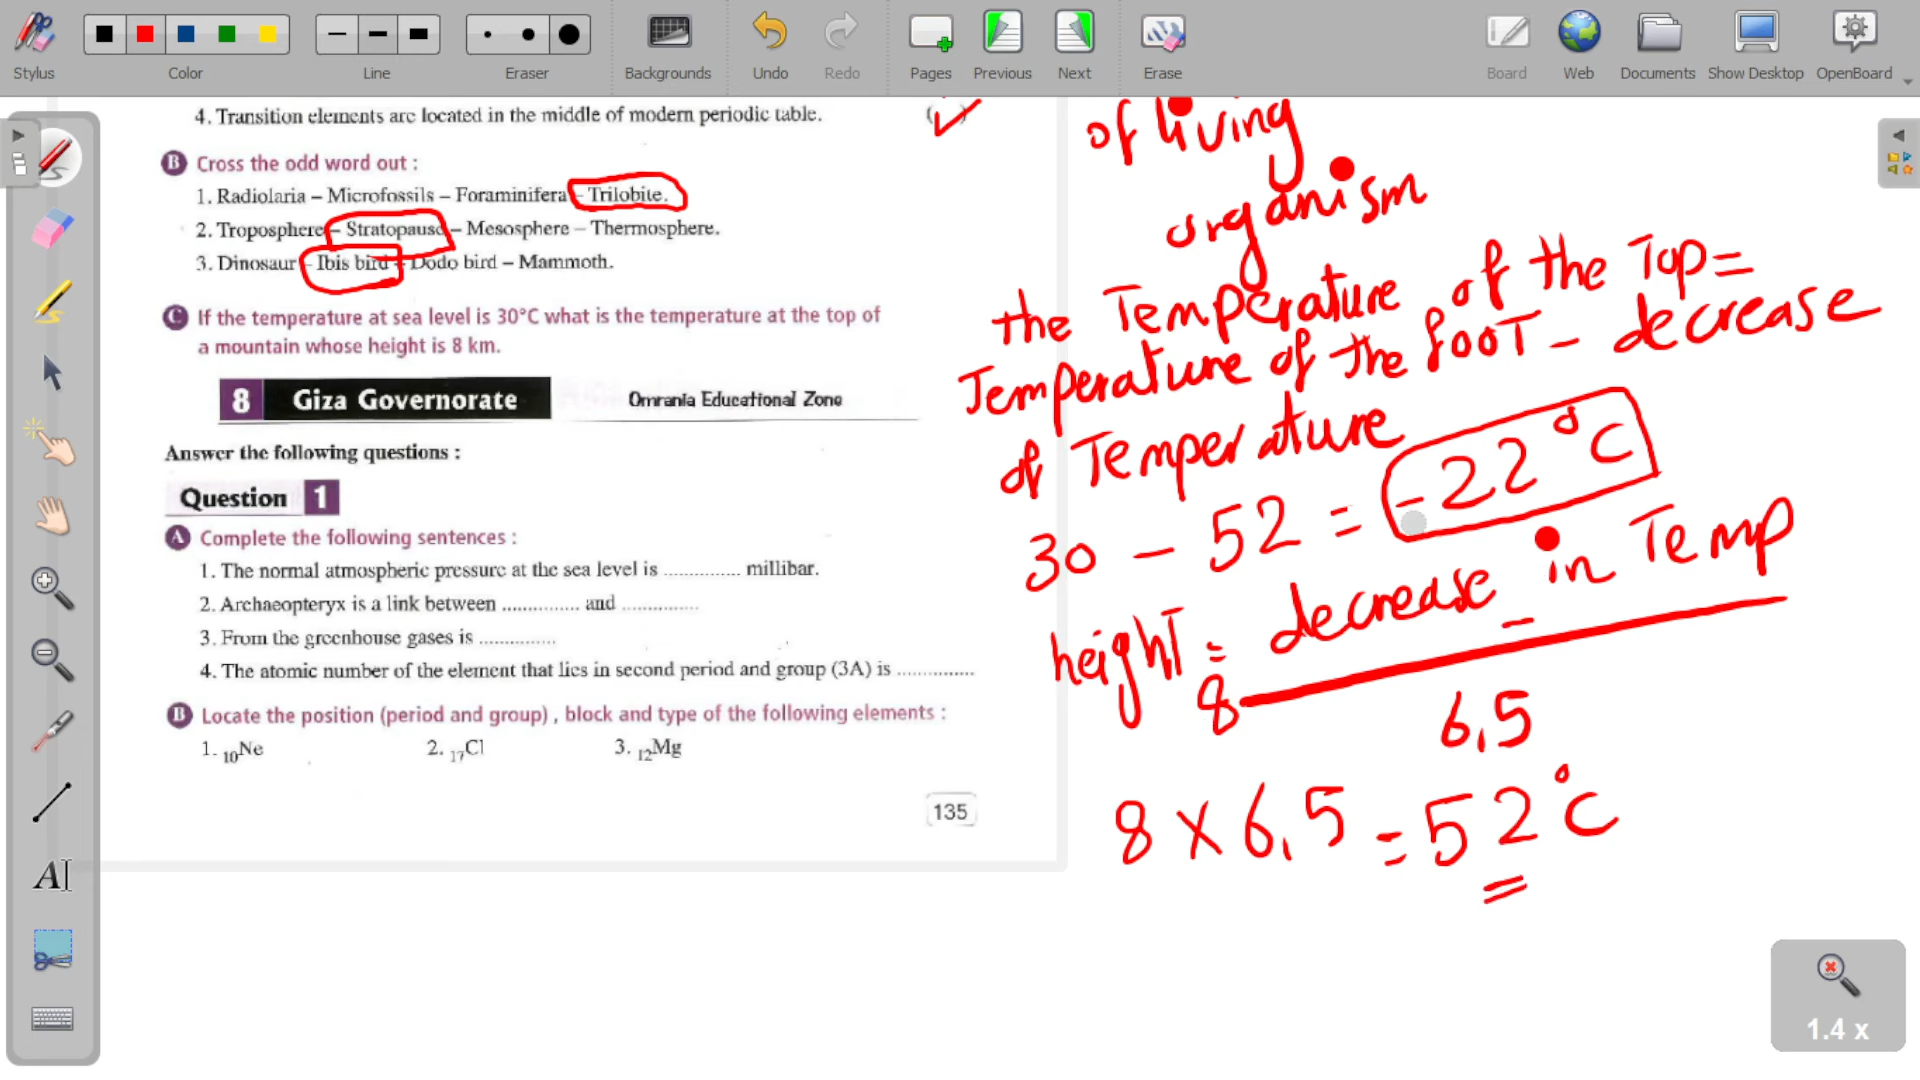 Stylus
Color
Line
Eraser
Backgrounds
Undo
Redo
Pages
Previous
Next
Erase
Board
Web
Documents
Show Desktop
OpenBoard
4. Transition elements are located in the middle of modern periodic table. ( )
B Cross the odd word out :
1. Radiolaria – Microfossils – Foraminifera – Trilobite.
2. Troposphere – Stratopause – Mesosphere – Thermosphere.
3. Dinosaur – Ibis bird – Dodo bird – Mammoth.
C If the temperature at sea level is 30°C what is the temperature at the top of
a mountain whose height is 8 km.
8 Giza Governorate Omrania Educational Zone
Answer the following questions :
Question 1
A Complete the following sentences :
1. The normal atmospheric pressure at the sea level is .............. millibar.
2. Archaeopteryx is a link between .............. and ..............
3. From the greenhouse gases is ..............
4. The atomic number of the element that lies in second period and group (3A) is ..............
B Locate the position (period and group) , block and type of the following elements :
1. 10Ne 2. 17Cl 3. 12Mg
135
of living
organism
the Temperature of the Top =
Temperature of the fooT – decrease
of Temperature
30 – 52 = -22°C
height = decrease in Temp
8 6,5
8 x 6,5 = 52°C
AI
1.4 x